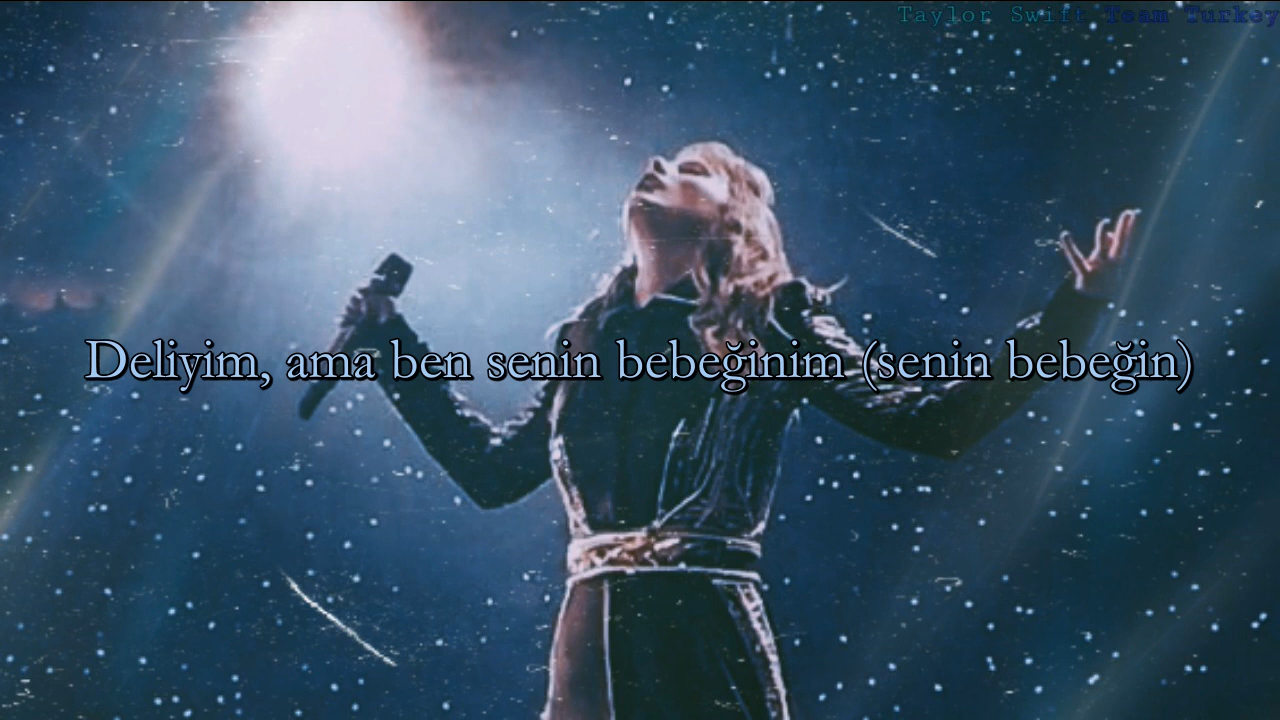 Taylor Swift Team Turkey
Deliyim, ama ben senin bebeğinim (senin bebeğin)